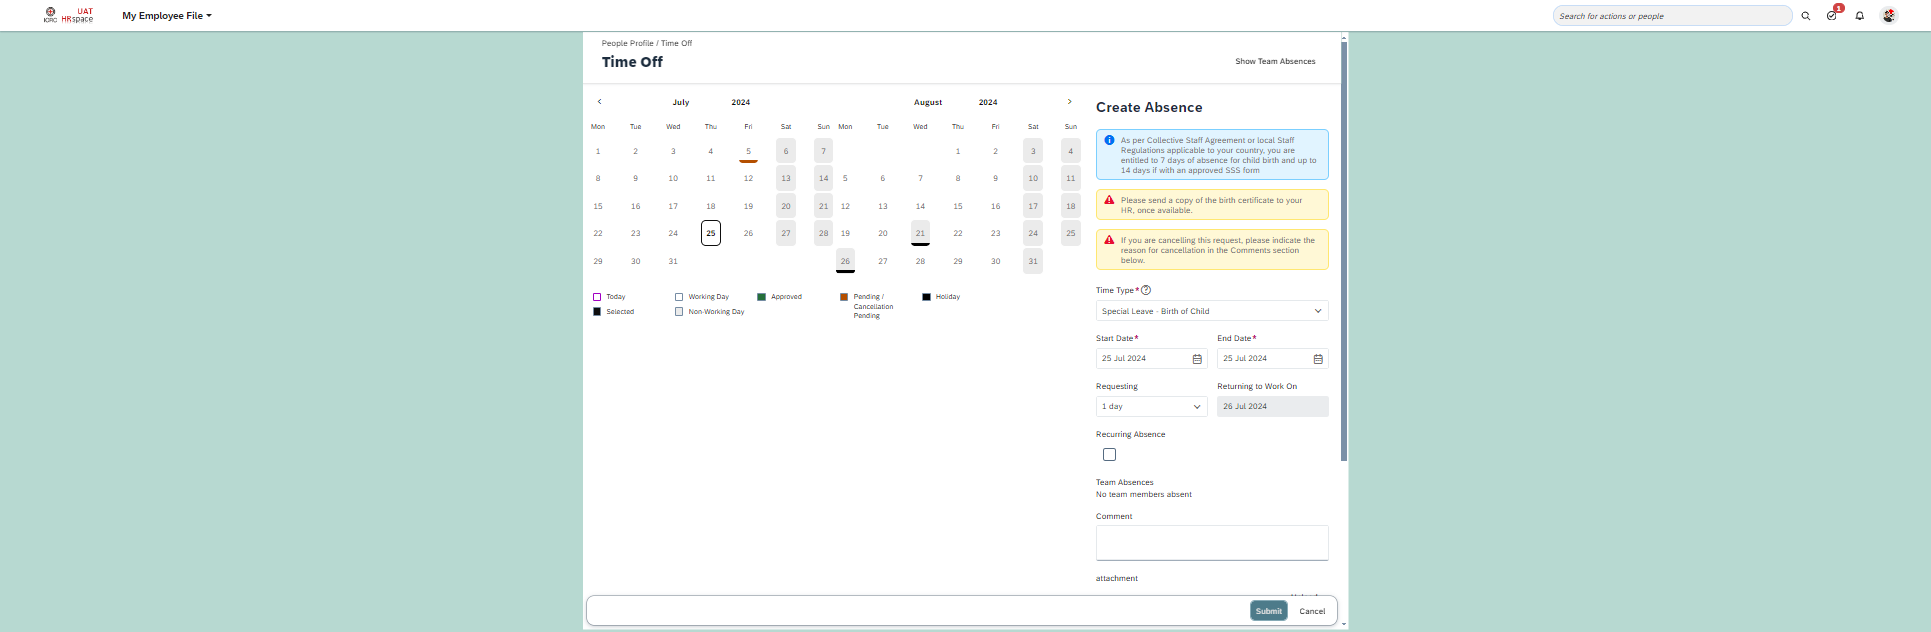 ICRC UAT HRspace My Employee File Search for actions or people 1
People Profile / Time Off
Time Off Show Team Absences
July 2024 August 2024
Mon Tue Wed Thu Fri Sat Sun Mon Tue Wed Thu Fri Sat Sun
1 2 3 4 5 6 7 1 2 3 4
8 9 10 11 12 13 14 5 6 7 8 9 10 11
15 16 17 18 19 20 21 12 13 14 15 16 17 18
22 23 24 25 26 27 28 19 20 21 22 23 24 25
29 30 31 26 27 28 29 30 31
Today Working Day Approved Pending / Holiday
Cancellation
Pending
Selected Non-Working Day
Create Absence
As per Collective Staff Agreement or local Staff
Regulations applicable to your country, you are
entitled to 7 days of absence for child birth and up to
14 days if with an approved SSS form
Please send a copy of the birth certificate to your
HR, once available.
If you are cancelling this request, please indicate the
reason for cancellation in the Comments section
below.
Time Type*
Special Leave - Birth of Child
Start Date* End Date*
25 Jul 2024 25 Jul 2024
Requesting Returning to Work On
1 day 26 Jul 2024
Recurring Absence
Team Absences
No team members absent
Comment
attachment
Submit Cancel